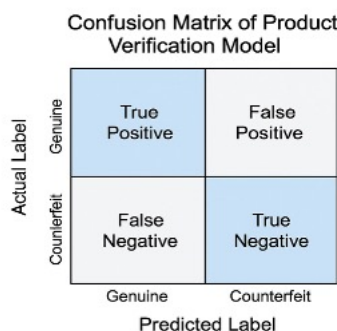 Confusion Matrix of Product
Verification Model
Actual Label
Genuine
True
Positive
False
Positive
Counlerfeit
False
Negative
True
Negative
Genuine
Counterfeit
Predicted Label